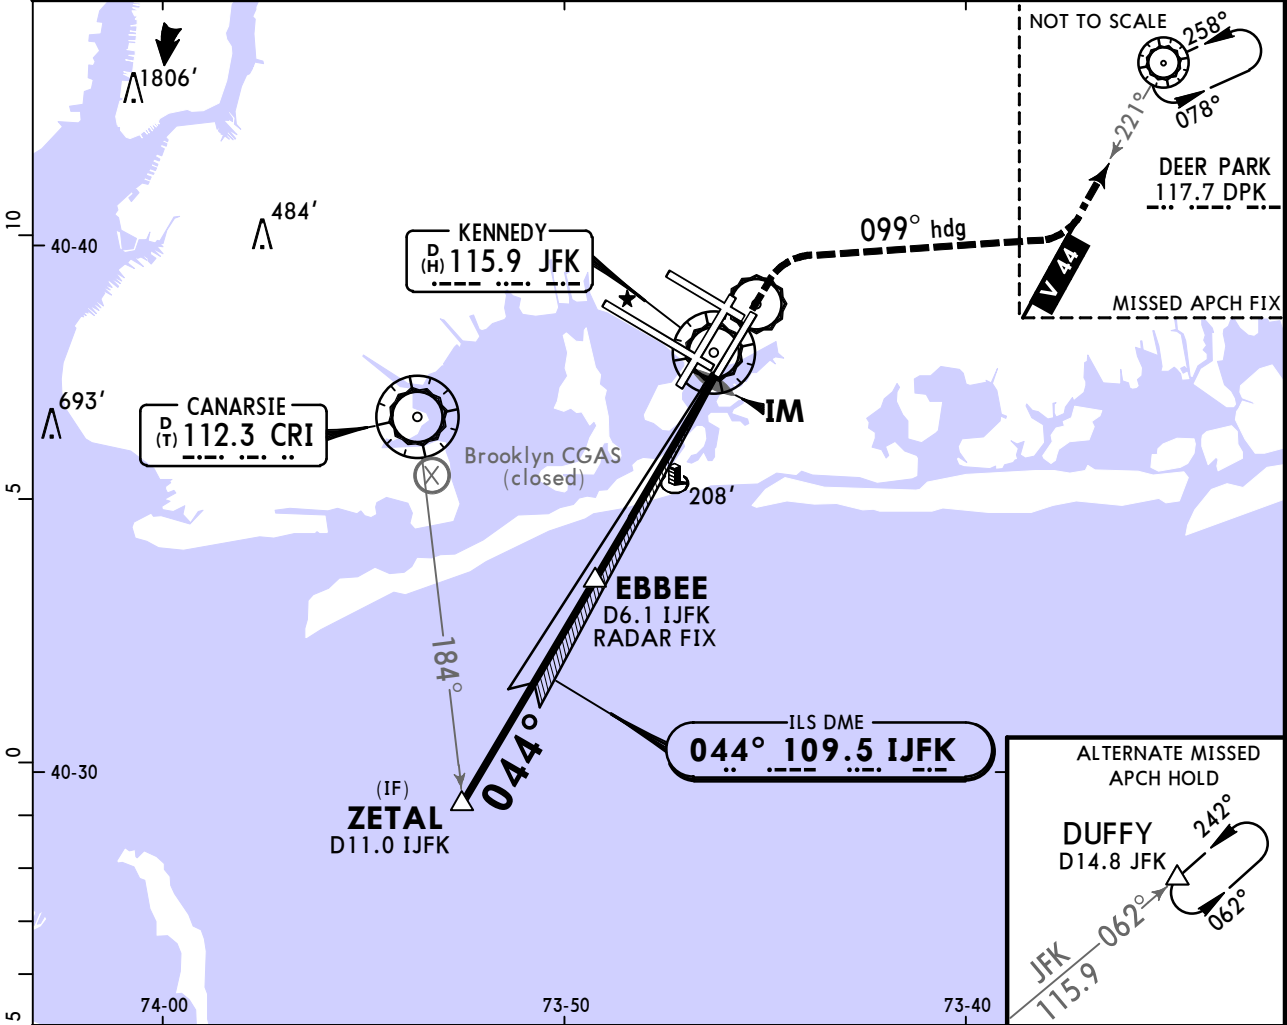 NOT TO SCALE
258°
078°
221°
DEER PARK
117.7 DPK
V 44
MISSED APCH FIX
1806'
484'
693'
10
40-40
KENNEDY
D
(H) 115.9 JFK
099° hdg
CANARSIE
D
(T) 112.3 CRI
IM
Brooklyn CGAS
(closed)
208'
5
EBBEE
D6.1 IJFK
RADAR FIX
184°
044°
ILS DME
044° 109.5 IJFK
0
40-30
(IF)
ZETAL
D11.0 IJFK
ALTERNATE MISSED
APCH HOLD
242°
DUFFY
D14.8 JFK
062°
062°
JFK
115.9
5
74-00
73-50
73-40